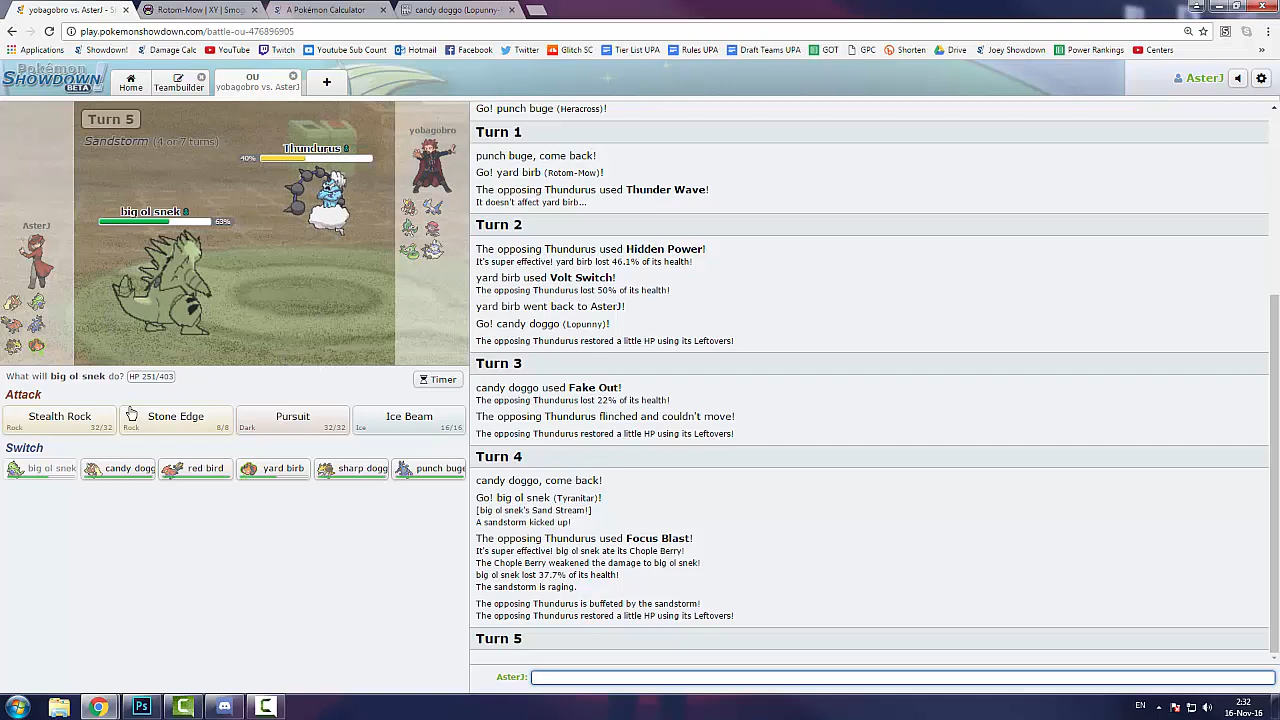 yobagobro vs. AsterJ - S
Rotom-Mow | XY | Smog
A Pokémon Calculator
candy doggo (Lopunny-
play.pokemonshowdown.com/battle-ou-476896905
Applications Showdown! Damage Calc YouTube Twitch Youtube Sub Count Hotmail Facebook Twitter Glitch SC Tier List UPA Rules UPA Draft Teams UPA GOT GPC Shorten Drive Joey Showdown Power Rankings Centers
Pokémon
SHOWDOWN
BETA
Home
Teambuilder
OU
yobagobro vs. AsterJ
+
AsterJ
Turn 5
Sandstorm (4 or 7 turns)
yobagobro
Thundurus
40%
big ol snek
63%
AsterJ
What will big ol snek do? HP 251/403
Timer
Attack
Stealth Rock
Rock 32/32
Stone Edge
Rock 8/8
Pursuit
Dark 32/32
Ice Beam
Ice 16/16
Switch
big ol snek
candy dogg
red bird
yard birb
sharp dogg
punch buge
Go! punch buge (Heracross)!
Turn 1
punch buge, come back!
Go! yard birb (Rotom-Mow)!
The opposing Thundurus used Thunder Wave!
It doesn't affect yard birb...
Turn 2
The opposing Thundurus used Hidden Power!
It's super effective! yard birb lost 46.1% of its health!
yard birb used Volt Switch!
The opposing Thundurus lost 50% of its health!
yard birb went back to AsterJ!
Go! candy doggo (Lopunny)!
The opposing Thundurus restored a little HP using its Leftovers!
Turn 3
candy doggo used Fake Out!
The opposing Thundurus lost 22% of its health!
The opposing Thundurus flinched and couldn't move!
The opposing Thundurus restored a little HP using its Leftovers!
Turn 4
candy doggo, come back!
Go! big ol snek (Tyranitar)!
[big ol snek's Sand Stream!]
A sandstorm kicked up!
The opposing Thundurus used Focus Blast!
It's super effective! big ol snek ate its Chople Berry!
The Chople Berry weakened the damage to big ol snek!
big ol snek lost 37.7% of its health!
The sandstorm is raging.
The opposing Thundurus is buffeted by the sandstorm!
The opposing Thundurus restored a little HP using its Leftovers!
Turn 5
AsterJ:
EN
2:32
16-Nov-16